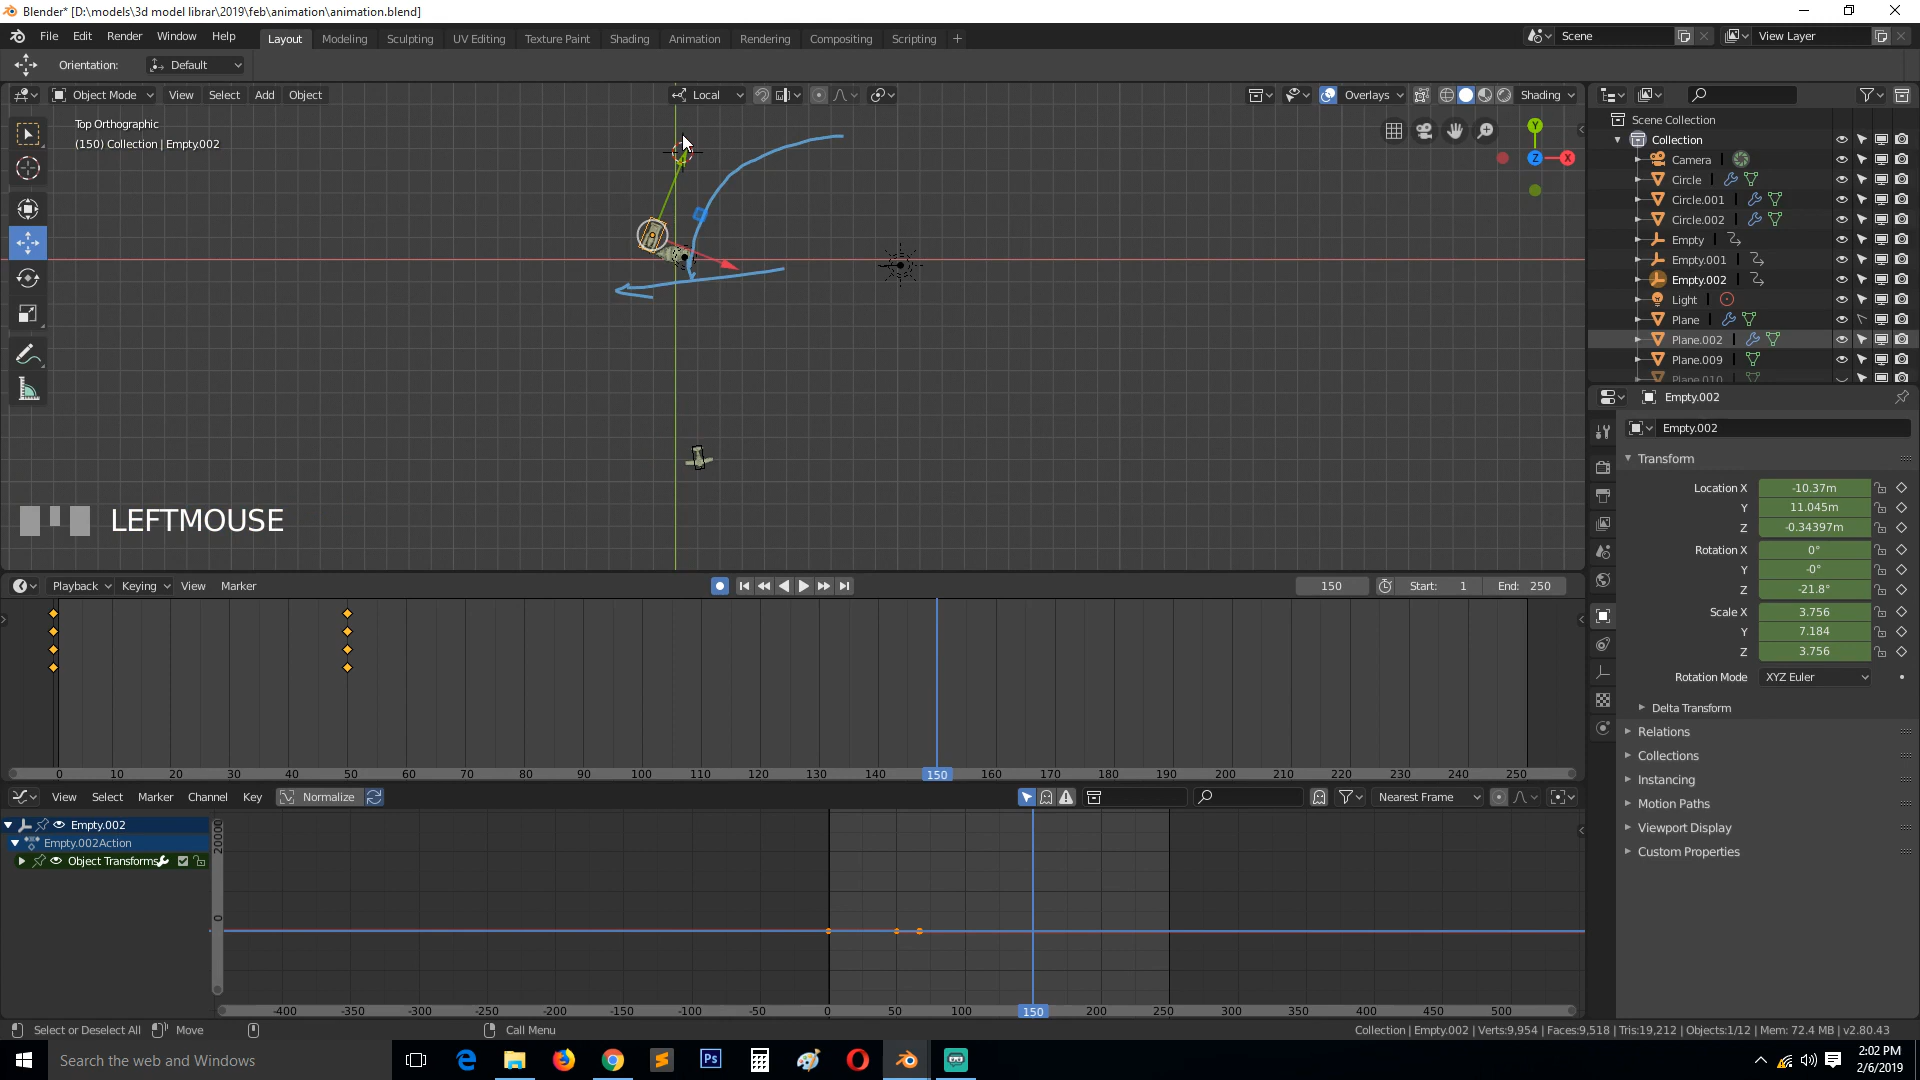 Blender* [D:\models\3d model librar\2019\feb\animation\animation.blend]
File Edit Render Window Help Layout Modeling Sculpting UV Editing Texture Paint Shading Animation Rendering Compositing Scripting + Scene View Layer
Orientation: Default
Object Mode View Select Add Object Local Overlays Shading
Top Orthographic
(150) Collection | Empty.002
Y
Z X
Scene Collection
Collection
Camera
Circle
Circle.001
Circle.002
Empty
Empty.001
Empty.002
Light
Plane
Plane.002
Plane.009
Plane.010
Empty.002
Empty.002
Transform
Location X -10.37m
Y 11.045m
Z -0.34397m
Rotation X 0°
Y -0°
Z -21.8°
Scale X 3.756
Y 7.184
Z 3.756
Rotation Mode XYZ Euler
Delta Transform
Relations
Collections
Instancing
Motion Paths
Viewport Display
Custom Properties
LEFTMOUSE
Playback Keying View Marker 150 Start: 1 End: 250
0 10 20 30 40 50 60 70 80 90 100 110 120 130 140 150 160 170 180 190 200 210 220 230 240 250
View Select Marker Channel Key Normalize Nearest Frame
Empty.002
Empty.002Action
Object Transforms
20000
0
-400 -350 -300 -250 -200 -150 -100 -50 0 50 100 150 200 250 300 350 400 450 500
Select or Deselect All Move Call Menu Collection | Empty.002 | Verts:9,954 | Faces:9,518 | Tris:19,212 | Objects:1/12 | Mem: 72.4 MB | v2.80.43
Search the web and Windows
Ps
2:02 PM
2/6/2019